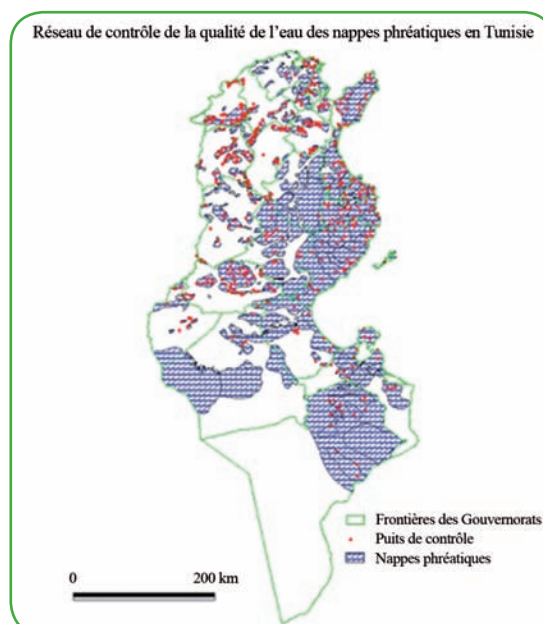 Réseau de contrôle de la qualité de l’eau des nappes phréatiques en Tunisie
Frontières des Gouvernorats
Puits de contrôle
Nappes phréatiques
0 200 km